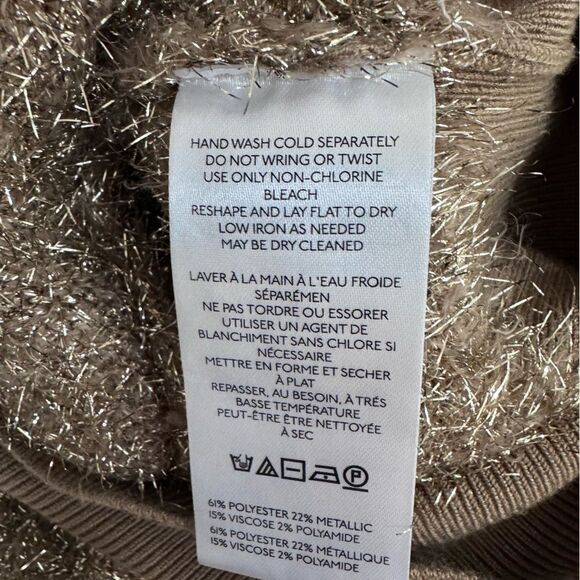 HAND WASH COLD SEPARATELY
DO NOT WRING OR TWIST
USE ONLY NON-CHLORINE
BLEACH
RESHAPE AND LAY FLAT TO DRY
LOW IRON AS NEEDED
MAY BE DRY CLEANED
LAVER À LA MAIN À L'EAU FROIDE
SÉPARÉMEN
NE PAS TORDRE OU ESSORER
UTILISER UN AGENT DE
BLANCHIMENT SANS CHLORE SI
NÉCESSAIRE
METTRE EN FORME ET SECHER
À PLAT
REPASSER, AU BESOIN, À TRÉS
BASSE TEMPÉRATURE
PEUT-ÊTRE ÊTRE NETTOYÉE
À SEC
P
61% POLYESTER 22% METALLIC
15% VISCOSE 2% POLYAMIDE
61% POLYESTER 22% MÉTALLIQUE
15% VISCOSE 2% POLYAMIDE